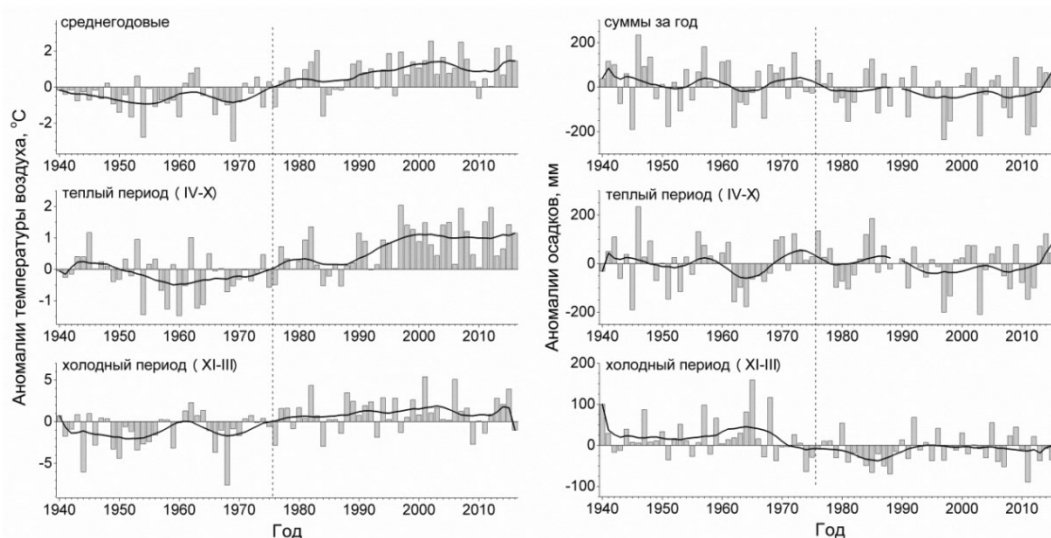 среднегодовые
2
0
-2
1940 1950 1960 1970 1980 1990 2000 2010
теплый период (IV-X)
2
1
0
-1
1940 1950 1960 1970 1980 1990 2000 2010
холодный период (XI-III)
5
0
-5
1940 1950 1960 1970 1980 1990 2000 2010
Год
Аномалии температуры воздуха, °С
суммы за год
200
0
-200
1940 1950 1960 1970 1980 1990 2000 2010
теплый период (IV-X)
200
0
-200
1940 1950 1960 1970 1980 1990 2000 2010
холодный период (XI-III)
200
100
0
-100
1940 1950 1960 1970 1980 1990 2000 2010
Год
Аномалии осадков, мм